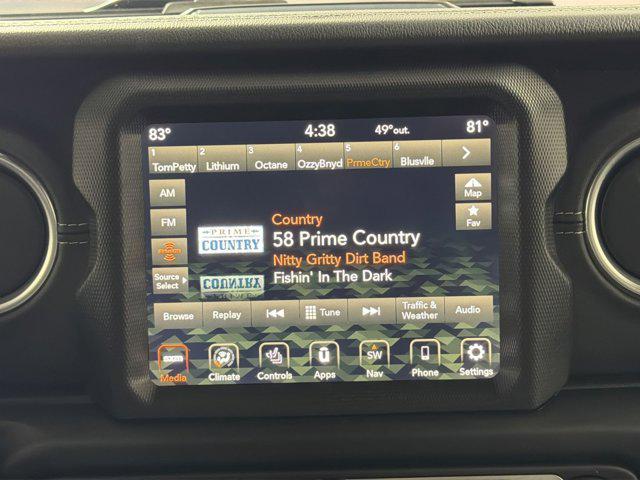 83° 4:38 49°out. 81°
1 TomPetty 2 Lithium 3 Octane 4 OzzyBnyd 5 PrmeCtry 6 Blusvlle
AM
Map
FM
Fav
Country
PRIME
COUNTRY
58 Prime Country
Nitty Gritty Dirt Band
Source
Select
Fishin' In The Dark
Browse Replay Tune Traffic &
Weather Audio
SW
Media Climate Controls Apps Nav Phone Settings